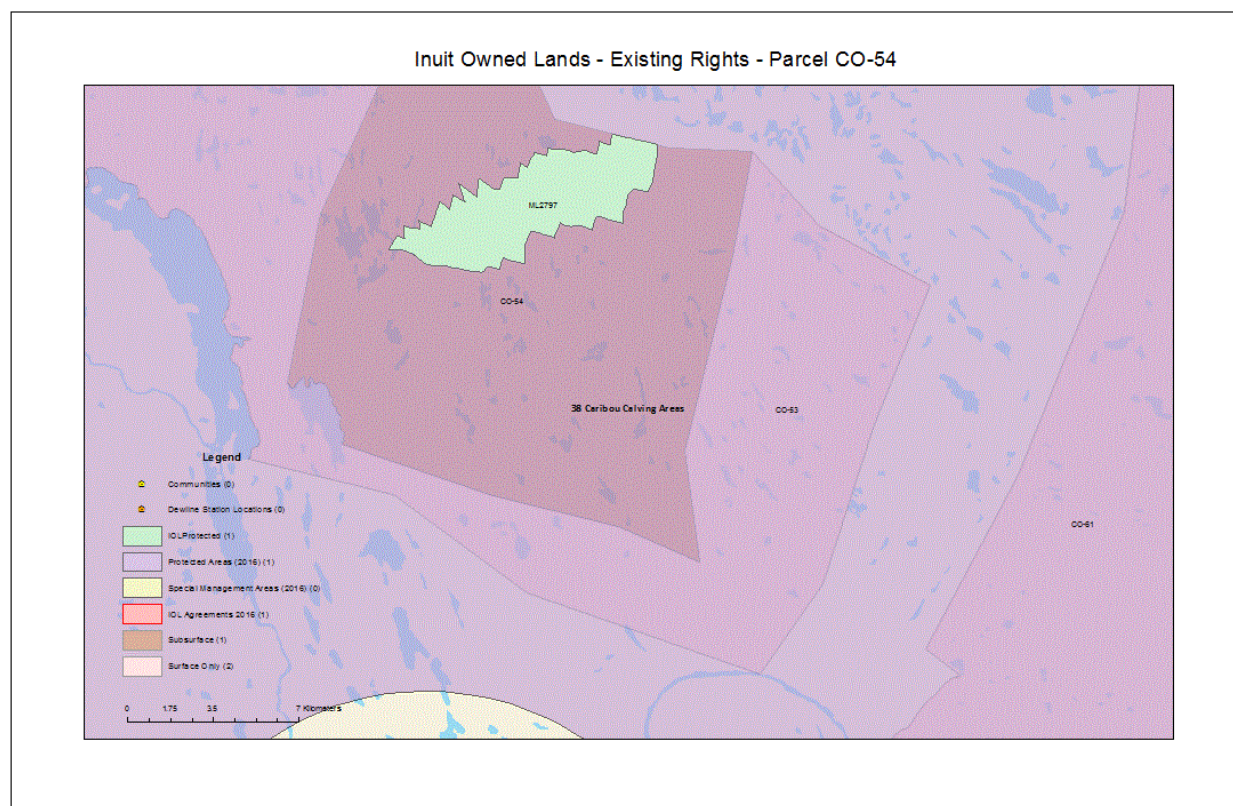 Inuit Owned Lands - Existing Rights - Parcel CO-54
ML2797
CO-54
38 Caribou Calving Areas
CO-53
CO-61
Legend
Communities (0)
Dewline Station Locations (0)
IOLProtected (1)
Protected Areas (2016) (1)
Special Management Areas (2016) (0)
IOL Agreements 2016 (1)
Subsurface (1)
Surface Only (2)
0 1.75 3.5 7 Kilometers